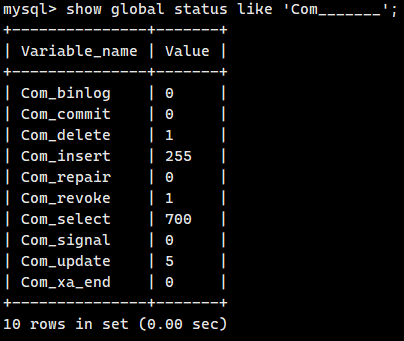 mysql> show global status like 'Com_______';
+---------------+-------+
| Variable_name | Value |
+---------------+-------+
| Com_binlog    | 0     |
| Com_commit    | 0     |
| Com_delete    | 1     |
| Com_insert    | 255   |
| Com_repair    | 0     |
| Com_revoke    | 1     |
| Com_select    | 700   |
| Com_signal    | 0     |
| Com_update    | 5     |
| Com_xa_end    | 0     |
+---------------+-------+
10 rows in set (0.00 sec)